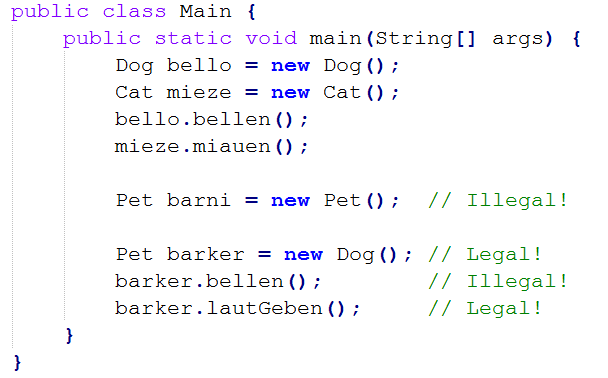 public class Main {
    public static void main(String[] args) {
        Dog bello = new Dog();
        Cat mieze = new Cat();
        bello.bellen();
        mieze.miauen();

        Pet barni = new Pet();  // Illegal!

        Pet barker = new Dog(); // Legal!
        barker.bellen();        // Illegal!
        barker.lautGeben();     // Legal!
    }
}